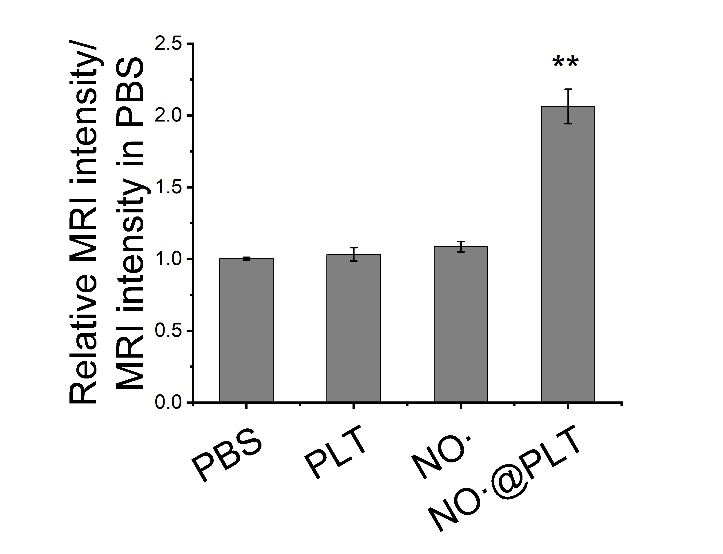 Relative MRI intensity/
MRI intensity in PBS
2.5
2.0
1.5
1.0
0.5
0.0
**
PBS
PLT
NO·
NO·@PLT